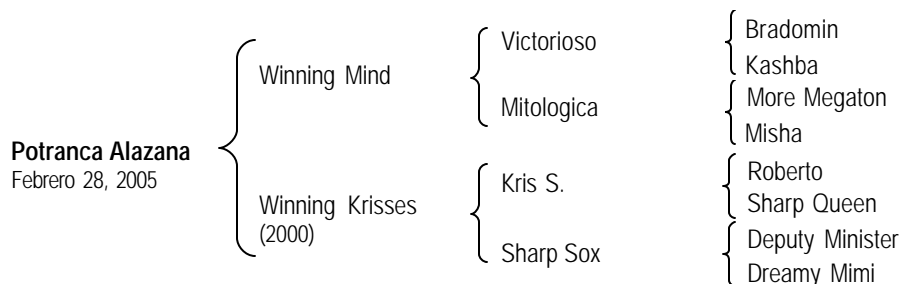 Potranca Alazana
Febrero 28, 2005
Winning Mind
Winning Krisses
(2000)
Victorioso
Mitologica
Kris S.
Sharp Sox
Bradomin
Kashba
More Megaton
Misha
Roberto
Sharp Queen
Deputy Minister
Dreamy Mimi